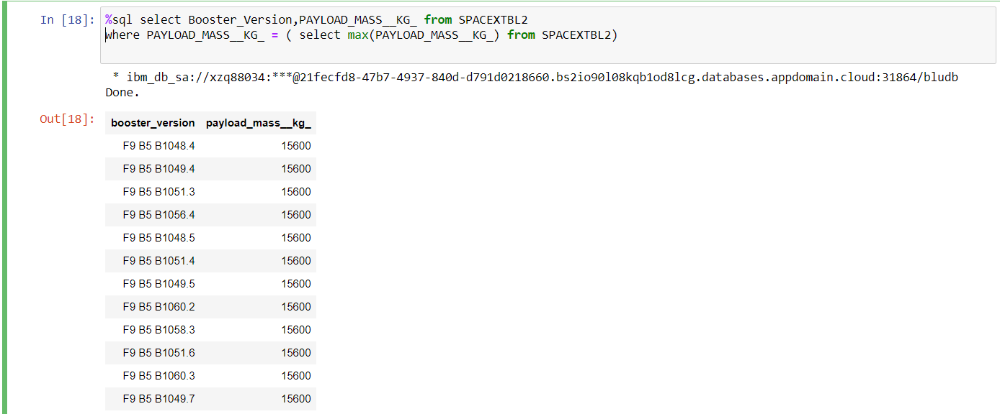 In [18]: %sql select Booster_Version,PAYLOAD_MASS__KG_ from SPACEXTBL2
where PAYLOAD_MASS__KG_ = ( select max(PAYLOAD_MASS__KG_) from SPACEXTBL2)
* ibm_db_sa://xzq88034:***@21fecfd8-47b7-4937-840d-d791d0218660.bs2io90l08kqb1od8lcg.databases.appdomain.cloud:31864/bludb
Done.
Out[18]: booster_version payload_mass__kg_
F9 B5 B1048.4 15600
F9 B5 B1049.4 15600
F9 B5 B1051.3 15600
F9 B5 B1056.4 15600
F9 B5 B1048.5 15600
F9 B5 B1051.4 15600
F9 B5 B1049.5 15600
F9 B5 B1060.2 15600
F9 B5 B1058.3 15600
F9 B5 B1051.6 15600
F9 B5 B1060.3 15600
F9 B5 B1049.7 15600